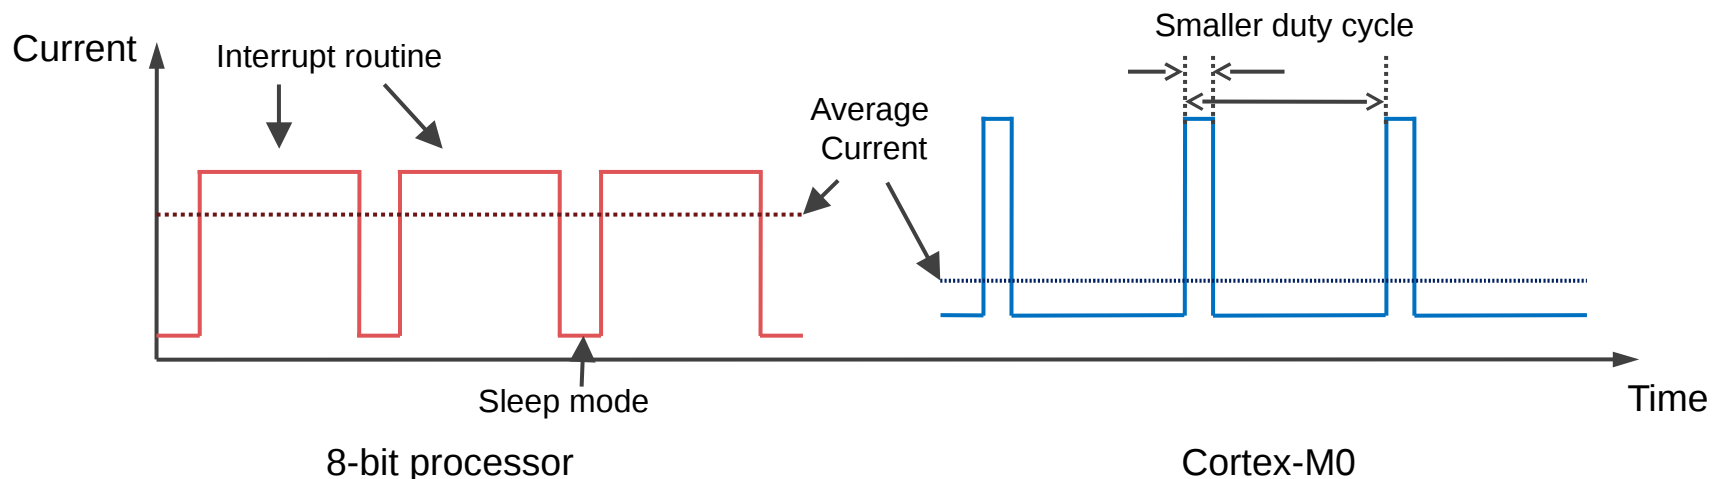 Smaller duty cycle
Current
Interrupt routine
Average
Current
Sleep mode
Time
8-bit processor
Cortex-M0